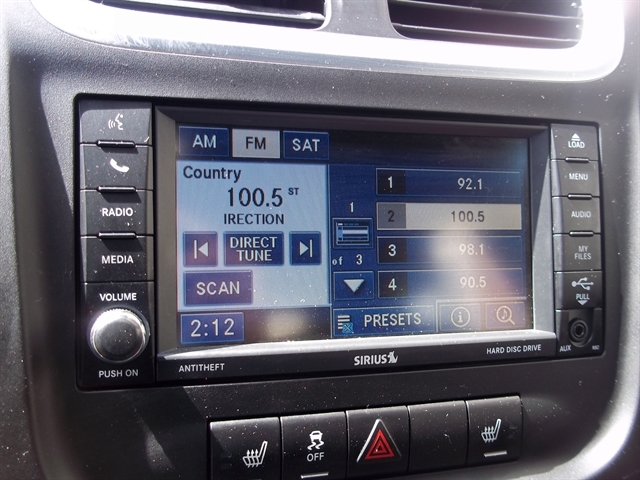 AM FM SAT
Country
100.5 ST
IRECTION
DIRECT
TUNE
SCAN
2:12
1
of 3
1 92.1
2 100.5
3 98.1
4 90.5
PRESETS
RADIO
MEDIA
VOLUME
PUSH ON
LOAD
MENU
AUDIO
MY
FILES
PULL
AUX
ANTITHEFT
SIRIUS
HARD DISC DRIVE
OFF